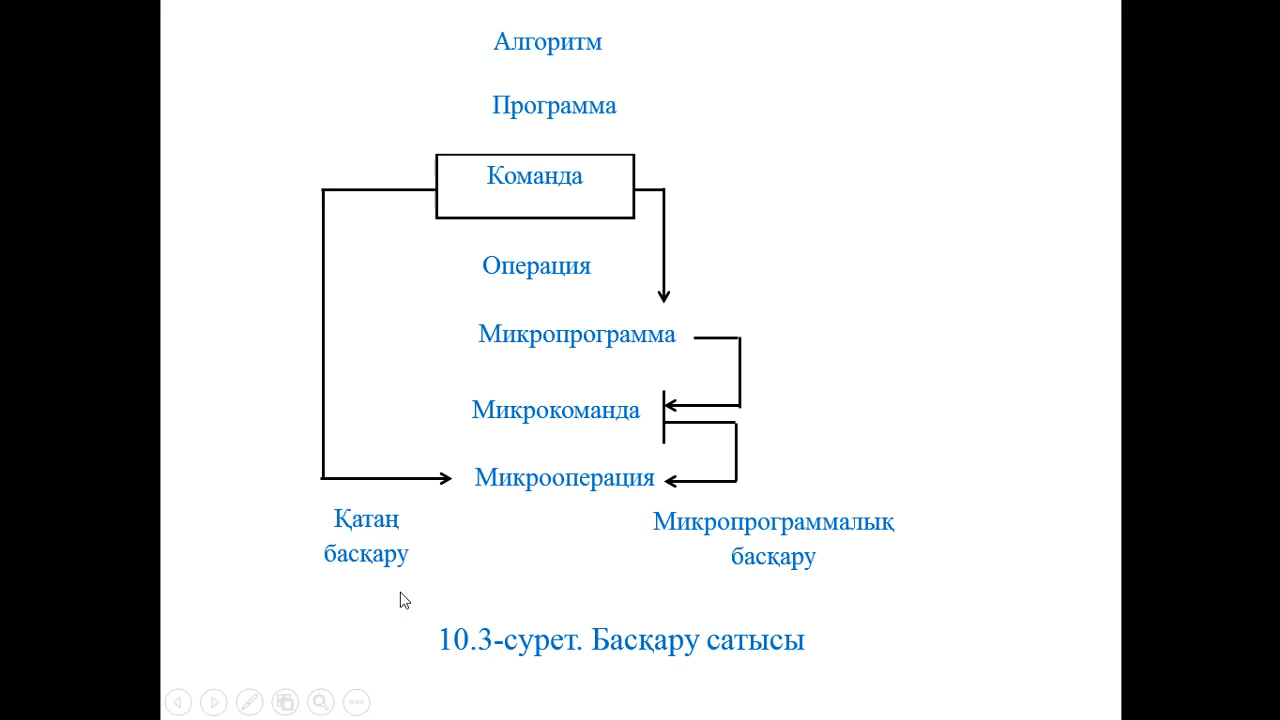 Алгоритм
Программа
Команда
Операция
Микропрограмма
Микрокоманда
Микрооперация
Қатаң
басқару
Микропрограммалық
басқару
10.3-сурет. Басқару сатысы